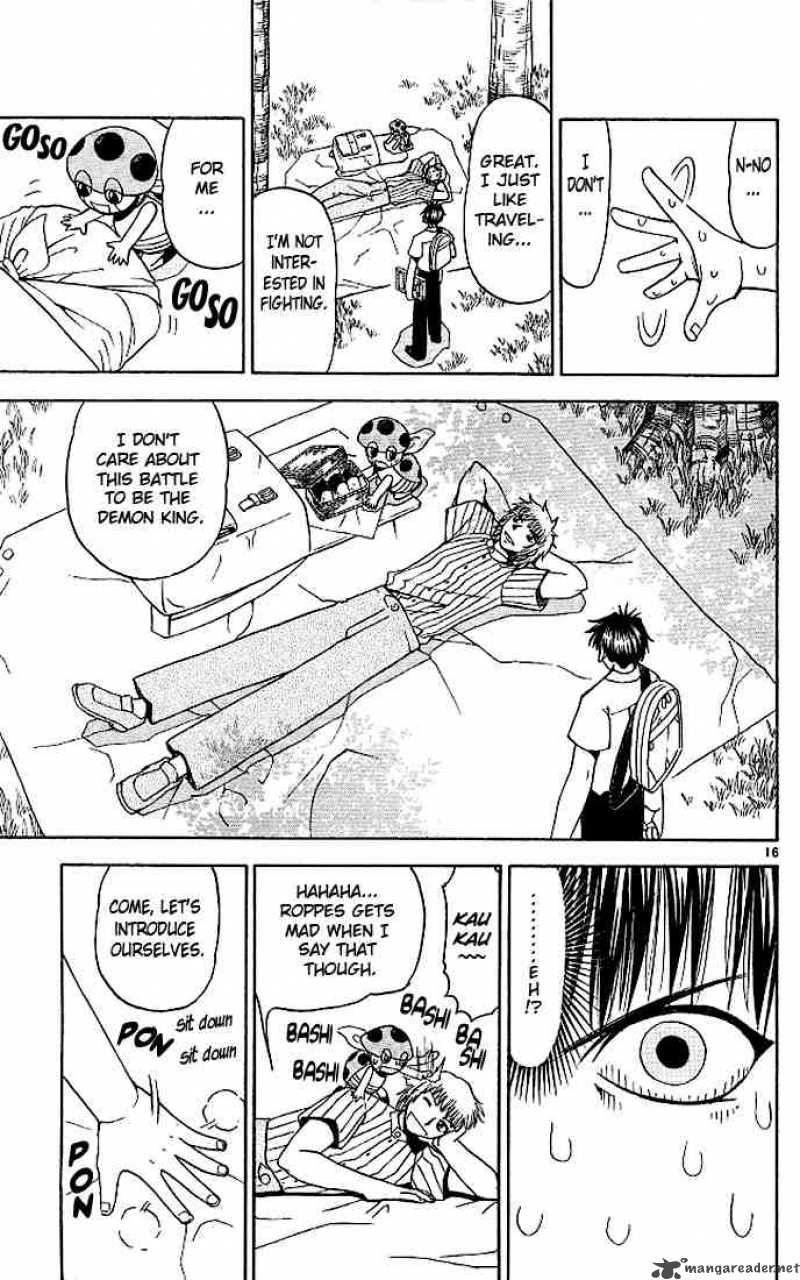 N-NO
...
I
DON'T
...
GREAT.
I JUST
LIKE
TRAVEL-
ING...
I'M NOT
INTER-
ESTED IN
FIGHTING.
FOR
ME
...
GOSO
GOSO
I DON'T
CARE ABOUT
THIS BATTLE
TO BE THE
DEMON KING.
16
.........EH!?
KAU
KAU
~~
HAHAHA...
ROPPES GETS
MAD WHEN I
SAY THAT
THOUGH.
BASHI
BA
SHI
BASHI
BASHI
COME, LET'S
INTRODUCE
OURSELVES.
PON
sit down
sit down
PON
mangareader.net